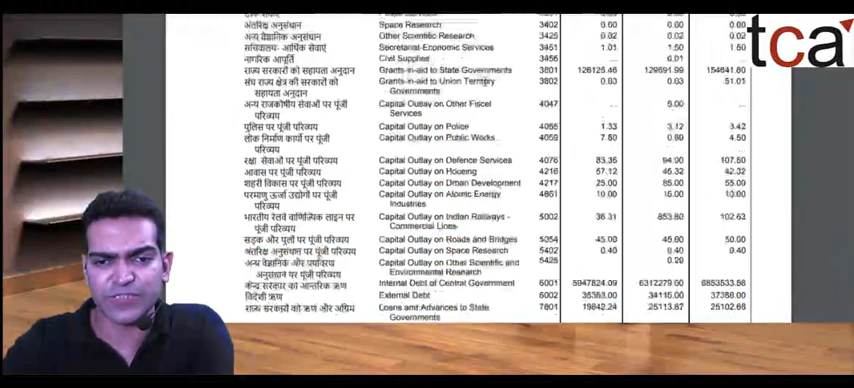 tca
अंतरिक्ष अनुसंधान Space Research 3402 0.60 0.60 0.60
अन्य वैज्ञानिक अनुसंधान Other Scientific Research 3425 0.02 0.02 0.02
सचिवालय- आर्थिक सेवाएं Secretariat-Economic Services 3451 1.01 1.50 1.60
नागरिक आपूर्ति Civil Supplies 3456 ... 0.01 ...
राज्य सरकारों को सहायता अनुदान Grants-in-aid to State Governments 3601 126125.46 129691.99 154841.80
संघ राज्य क्षेत्र की सरकारों को Grants-in-aid to Union Territory 3602 0.03 0.03 51.01
सहायता अनुदान Governments
अन्य राजकोषीय सेवाओं पर पूंजी Capital Outlay on Other Fiscal 4047 ... 5.00 ...
परिव्यय Services
पुलिस पर पूंजी परिव्यय Capital Outlay on Police 4055 1.33 3.12 3.42
लोक निर्माण कार्यों पर पूंजी Capital Outlay on Public Works 4059 7.50 0.60 4.50
परिव्यय
रक्षा सेवाओं पर पूंजी परिव्यय Capital Outlay on Defence Services 4076 83.35 94.90 107.50
आवास पर पूंजी परिव्यय Capital Outlay on Housing 4216 57.12 45.32 42.32
शहरी विकास पर पूंजी परिव्यय Capital Outlay on Urban Development 4217 25.00 85.00 55.00
परमाणु ऊर्जा उद्योगों पर पूंजी Capital Outlay on Atomic Energy 4861 10.00 15.00 10.00
परिव्यय Industries
भारतीय रेलवे वाणिज्यिक लाइन पर Capital Outlay on Indian Railways - 5002 36.31 853.80 102.63
पूंजी परिव्यय Commercial Lines
सड़क और पुलों पर पूंजी परिव्यय Capital Outlay on Roads and Bridges 5054 45.00 45.00 50.00
अंतरिक्ष अनुसंधान पर पूंजी परिव्यय Capital Outlay on Space Research 5402 0.40 0.40 0.40
अन्य वैज्ञानिक और पर्यावरण Capital Outlay on Other Scientific and 5425 0.20
अनुसंधान पर पूंजी परिव्यय Environmental Research
केन्द्र सरकार का आन्तरिक ऋण Internal Debt of Central Government 6001 5947824.09 6312279.00 6853533.56
विदेशी ऋण External Debt 6002 35353.00 34115.00 37368.00
राज्य सरकारों को ऋण और अग्रिम Loans and Advances to State 7601 19842.24 25113.87 25102.66
Governments